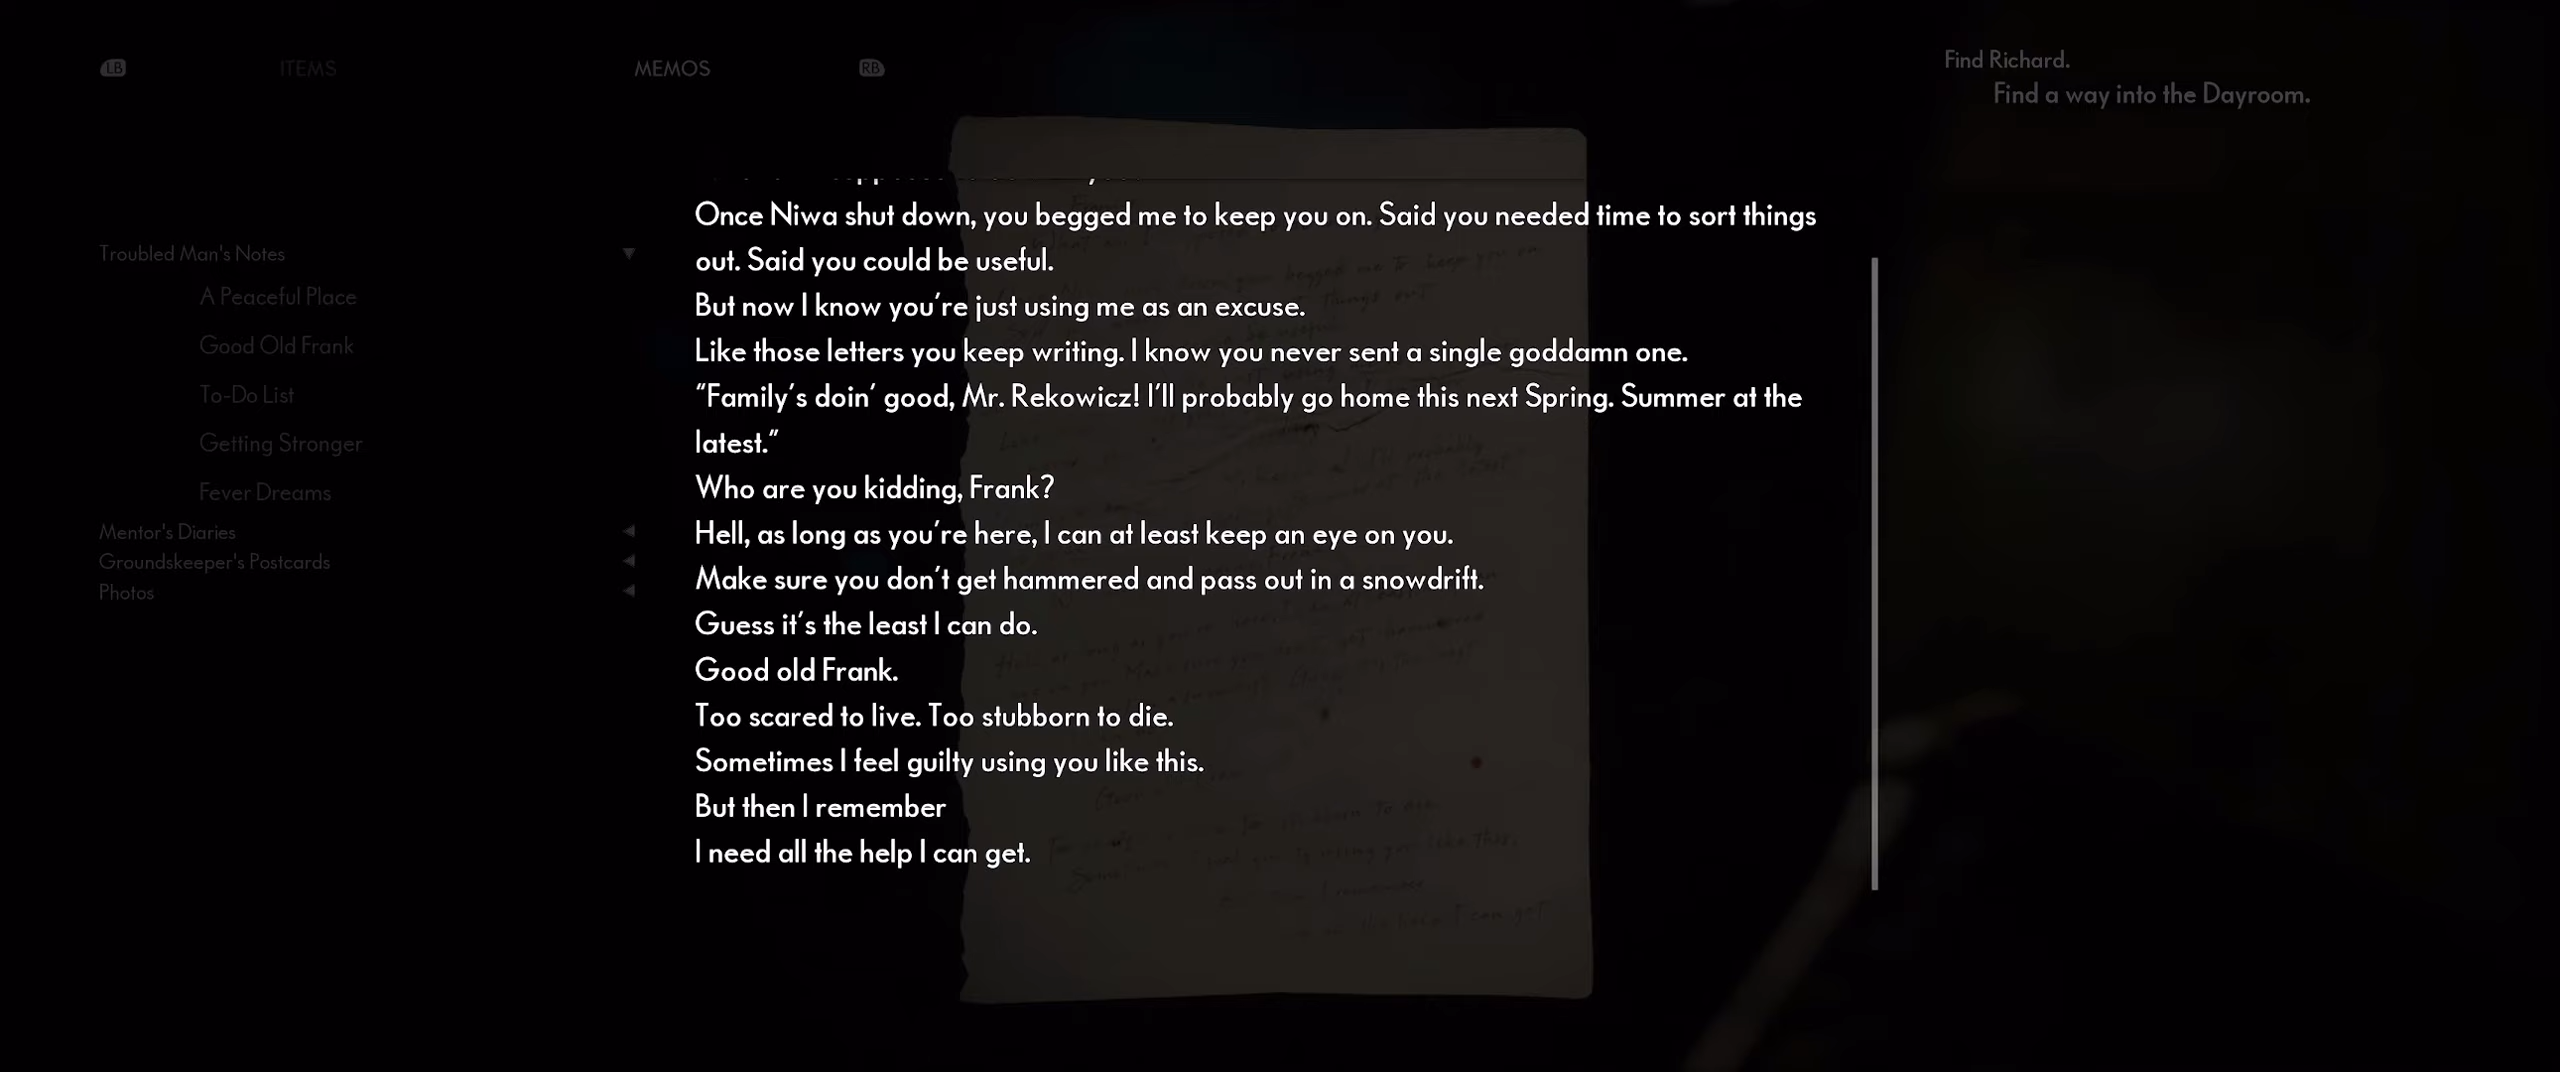 LB
ITEMS
MEMOS
RB
Find Richard.
Find a way into the Dayroom.
Troubled Man's Notes
A Peaceful Place
Good Old Frank
To-Do List
Getting Stronger
Fever Dreams
Mentor's Diaries
Groundskeeper's Postcards
Photos
Once Niwa shut down, you begged me to keep you on. Said you needed time to sort things
out. Said you could be useful.
But now I know you're just using me as an excuse.
Like those letters you keep writing. I know you never sent a single goddamn one.
"Family's doin' good, Mr. Rekowicz! I'll probably go home this next Spring. Summer at the
latest."
Who are you kidding, Frank?
Hell, as long as you're here, I can at least keep an eye on you.
Make sure you don't get hammered and pass out in a snowdrift.
Guess it's the least I can do.
Good old Frank.
Too scared to live. Too stubborn to die.
Sometimes I feel guilty using you like this.
But then I remember
I need all the help I can get.